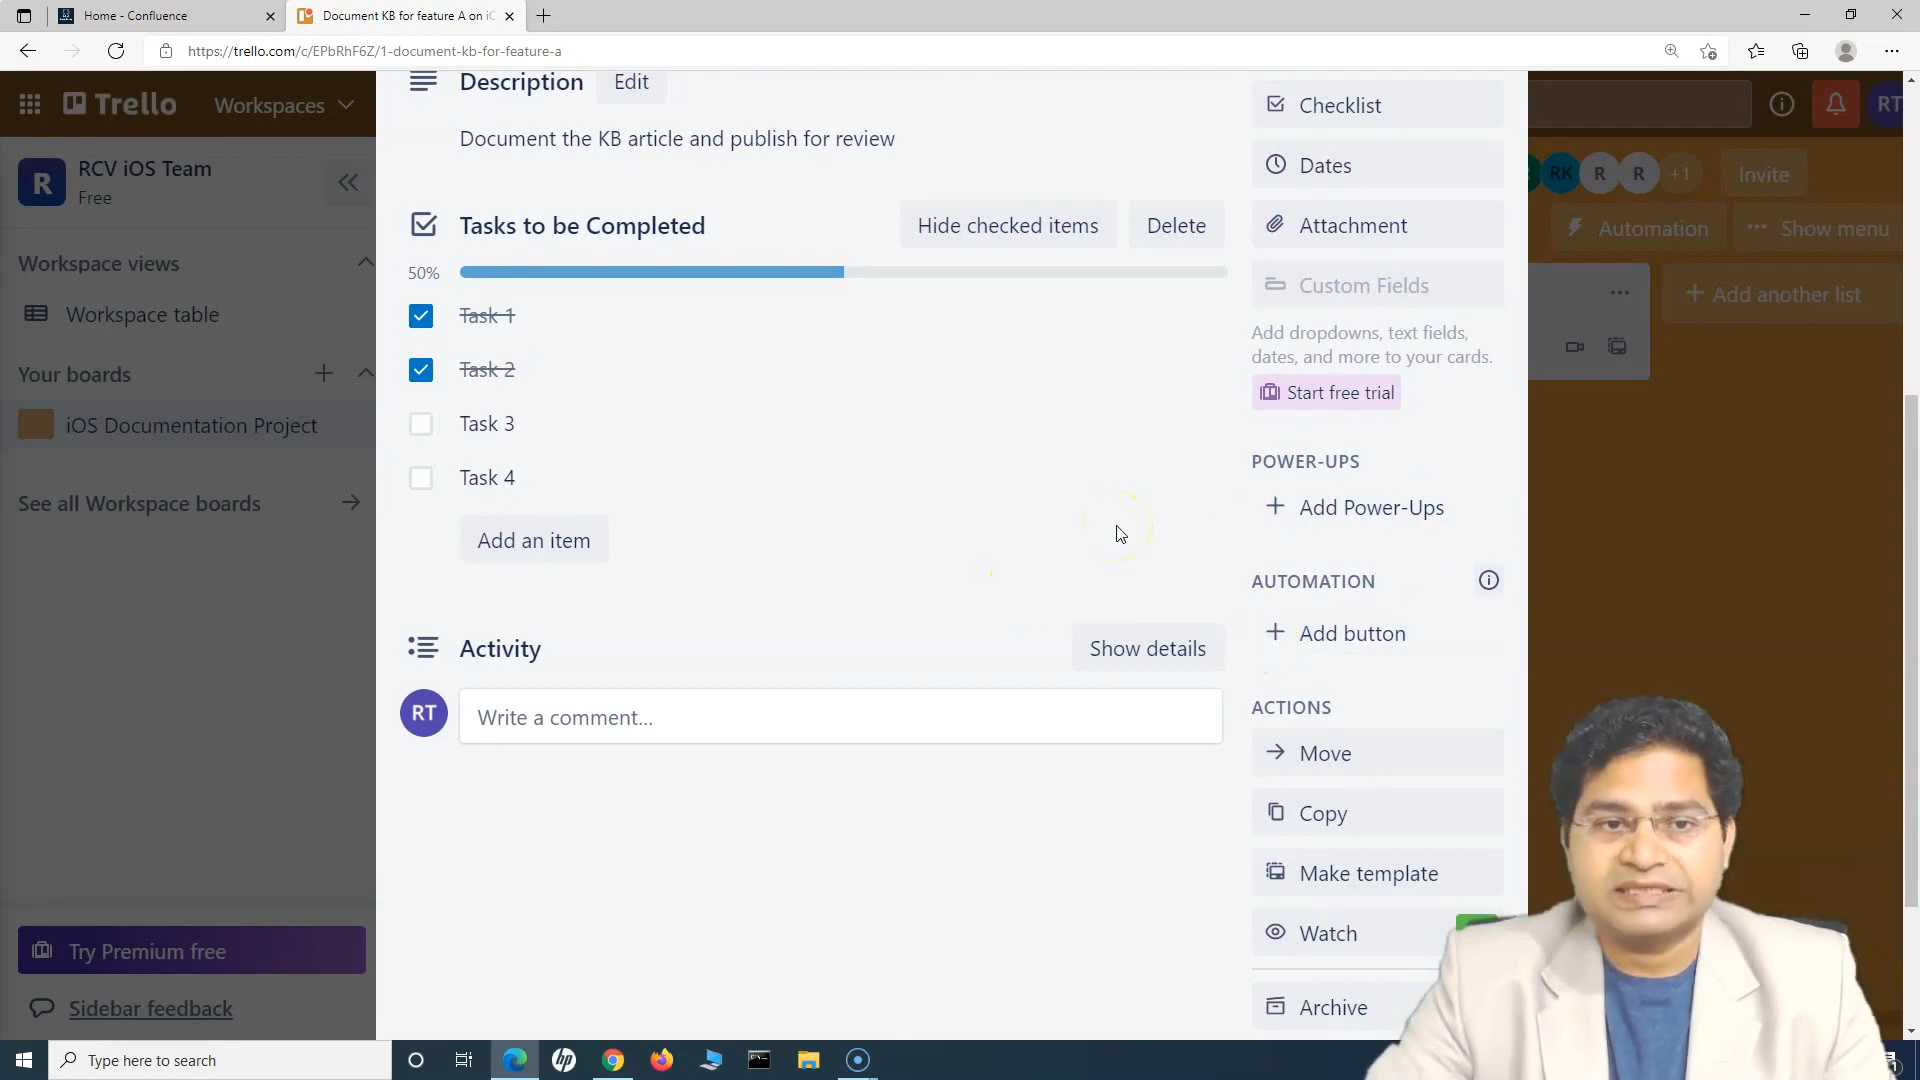 Home - Confluence
Document KB for feature A on iC
https://trello.com/c/EPbRhF6Z/1-document-kb-for-feature-a
Trello
Workspaces
RT
R
RCV iOS Team
Free
Workspace views
Workspace table
Your boards
iOS Documentation Project
See all Workspace boards
Try Premium free
Sidebar feedback
Description
Edit
Document the KB article and publish for review
Tasks to be Completed
Hide checked items
Delete
50%
Task 1
Task 2
Task 3
Task 4
Add an item
Activity
Show details
RT
Write a comment...
Checklist
Dates
Attachment
Custom Fields
Add dropdowns, text fields,
dates, and more to your cards.
Start free trial
POWER-UPS
Add Power-Ups
AUTOMATION
Add button
ACTIONS
Move
Copy
Make template
Watch
Archive
RK
R
R
+1
Invite
Automation
Show menu
Add another list
Type here to search
hp